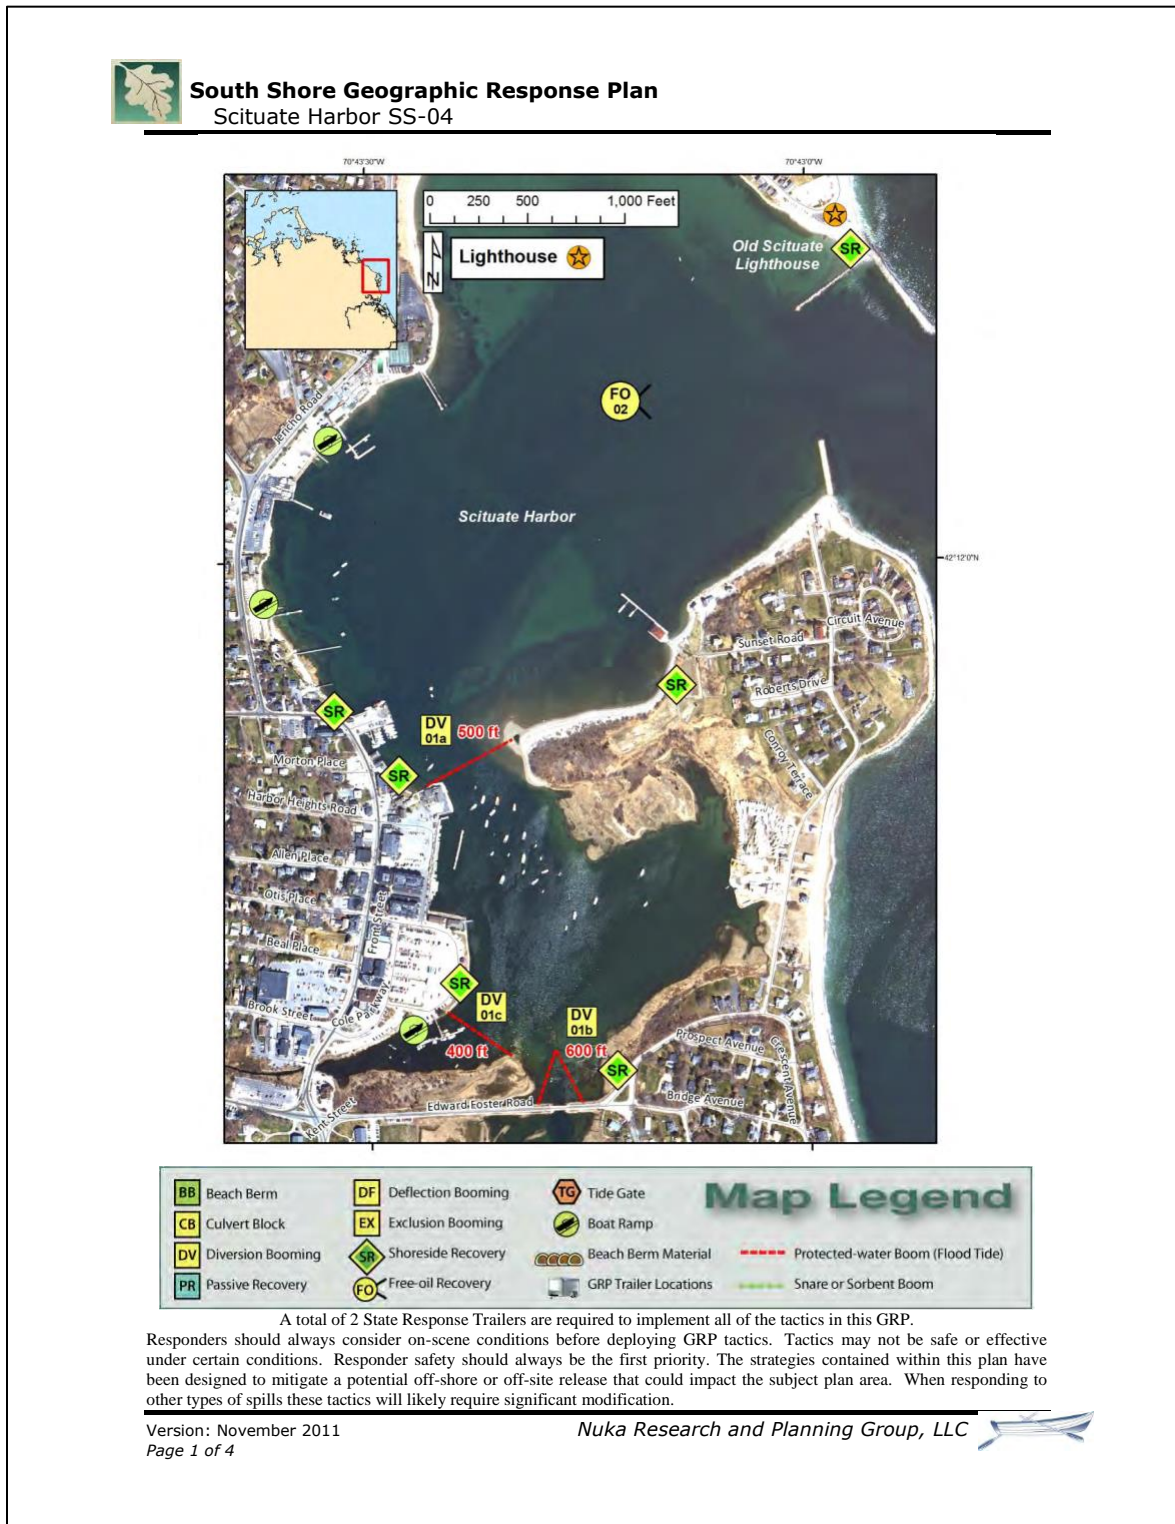 South Shore Geographic Response Plan
Scituate Harbor SS-04
70°43'30"W
70°43'0"W
0 250 500 1,000 Feet
N
Lighthouse
Old Scituate
Lighthouse
SR
FO
02
Jericho Road
Scituate Harbor
42°12'0"N
Circuit Avenue
Sunset Road
Roberts Drive
SR
SR
DV
01a
500 ft
Conroy Terrace
Morton Place
SR
Harbor Heights Road
Allen Place
Otis Place
Front Street
Beal Place
SR
DV
01c
DV
01b
Brook Street
Cole Parkway
400 ft
600 ft
Prospect Avenue
Crescent Avenue
SR
Bridge Avenue
Edward Foster Road
Kent Street
Map Legend
BB Beach Berm
CB Culvert Block
DV Diversion Booming
PR Passive Recovery
DF Deflection Booming
EX Exclusion Booming
SR Shoreside Recovery
FO Free-oil Recovery
TG Tide Gate
Boat Ramp
Beach Berm Material
GRP Trailer Locations
Protected-water Boom (Flood Tide)
Snare or Sorbent Boom
A total of 2 State Response Trailers are required to implement all of the tactics in this GRP.
Responders should always consider on-scene conditions before deploying GRP tactics. Tactics may not be safe or effective
under certain conditions. Responder safety should always be the first priority. The strategies contained within this plan have
been designed to mitigate a potential off-shore or off-site release that could impact the subject plan area. When responding to
other types of spills these tactics will likely require significant modification.
Version: November 2011
Nuka Research and Planning Group, LLC
Page 1 of 4